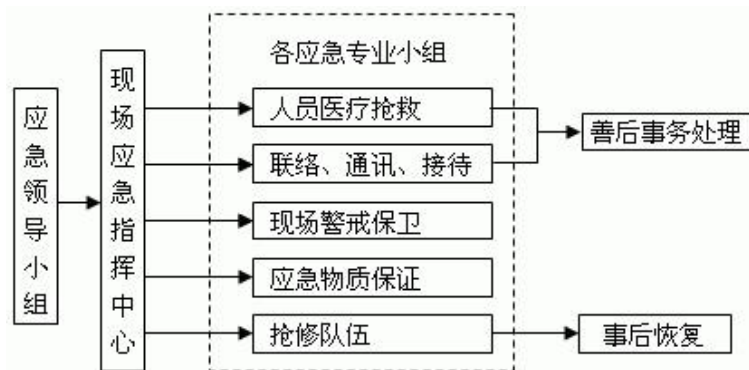 应急领导小组
现场应急指挥中心
各应急专业小组
人员医疗抢救
联络、通讯、接待
现场警戒保卫
应急物质保证
抢修队伍
善后事务处理
事后恢复